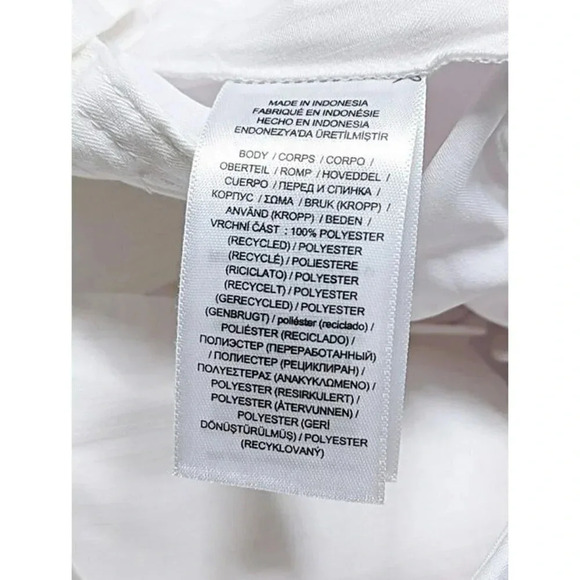 MADE IN INDONESIA
FABRIQUÉ EN INDONÉSIE
HECHO EN INDONESIA
ENDONEZYA'DA ÜRETİLMİŞTİR
BODY / CORPS / CORPO /
OBERTEIL / ROMP / HOVEDDEL /
CUERPO / ПЕРЕД И СПИНКА /
КОРПУС / ΣΩΜΑ / BRUK (KROPP) /
ANVÄND (KROPP) / BEDEN /
VRCHNÍ ČÁST : 100% POLYESTER
(RECYCLED) / POLYESTER
(RECYCLÉ) / POLIESTERE
(RICICLATO) / POLYESTER
(RECYCELT) / POLYESTER
(GERECYCLED) / POLYESTER
(GENBRUGT) / poliéster (reciclado) /
POLIÉSTER (RECICLADO) /
ПОЛИЭСТЕР (ПЕРЕРАБОТАННЫЙ)
/ ПОЛИЕСТЕР (РЕЦИКЛИРАН) /
ΠΟΛΥΕΣΤΕΡΑΣ (ΑΝΑΚΥΚΛΩΜΕΝΟ) /
POLYESTER (RESIRKULERT) /
POLYESTER (ÅTERVUNNEN) /
POLYESTER (GERİ
DÖNÜŞTÜRÜLMÜŞ) / POLYESTER
(RECYKLOVANÝ)